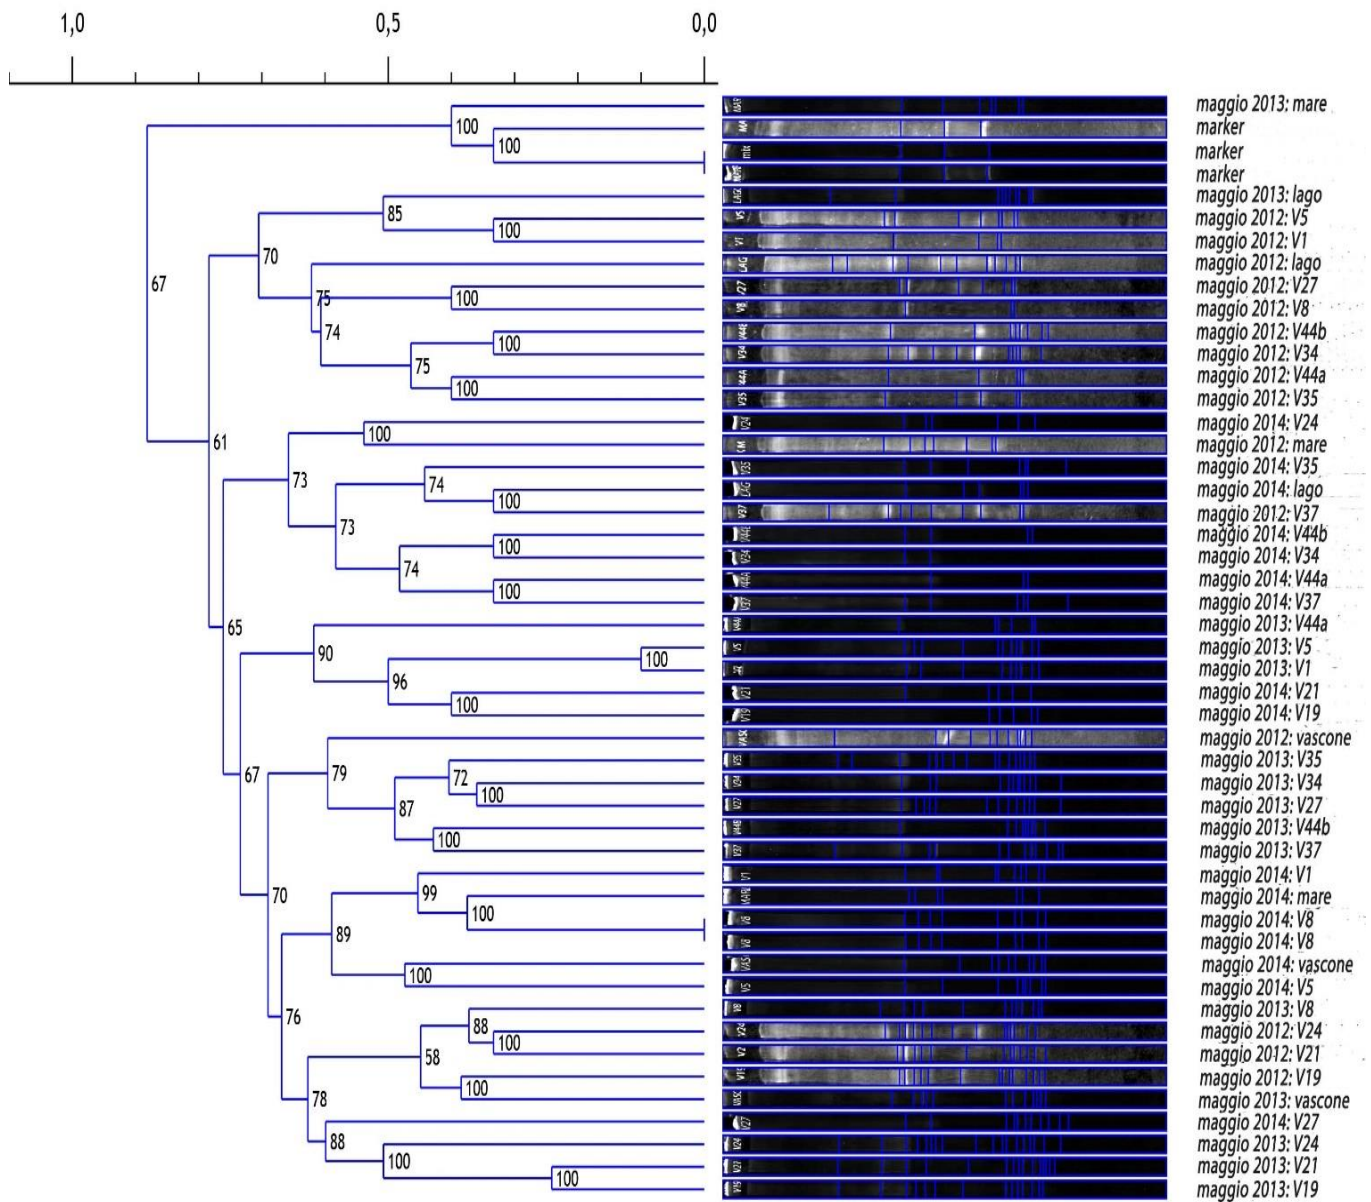 1,0 0,5 0,0
maggio 2013: mare
marker
marker
marker
maggio 2013: lago
maggio 2012: V5
maggio 2012: V1
maggio 2012: lago
maggio 2012: V27
maggio 2012: V8
maggio 2012: V44b
maggio 2012: V34
maggio 2012: V44a
maggio 2012: V35
maggio 2014: V24
maggio 2012: mare
maggio 2014: V35
maggio 2014: lago
maggio 2012: V37
maggio 2014: V44b
maggio 2014: V34
maggio 2014: V44a
maggio 2014: V37
maggio 2013: V44a
maggio 2013: V5
maggio 2013: V1
maggio 2014: V21
maggio 2014: V19
maggio 2012: vascone
maggio 2013: V35
maggio 2013: V34
maggio 2013: V27
maggio 2013: V44b
maggio 2013: V37
maggio 2014: V1
maggio 2014: mare
maggio 2014: V8
maggio 2014: V8
maggio 2014: vascone
maggio 2014: V5
maggio 2013: V8
maggio 2012: V24
maggio 2012: V21
maggio 2012: V19
maggio 2013: vascone
maggio 2014: V27
maggio 2013: V24
maggio 2013: V21
maggio 2013: V19
100
100
67
85
100
70
75
100
74
100
75
100
61
100
73
74
100
73
100
74
100
65
90
100
96
100
67
79
72
100
87
100
70
99
100
89
100
76
88
100
58
100
78
88
100
100